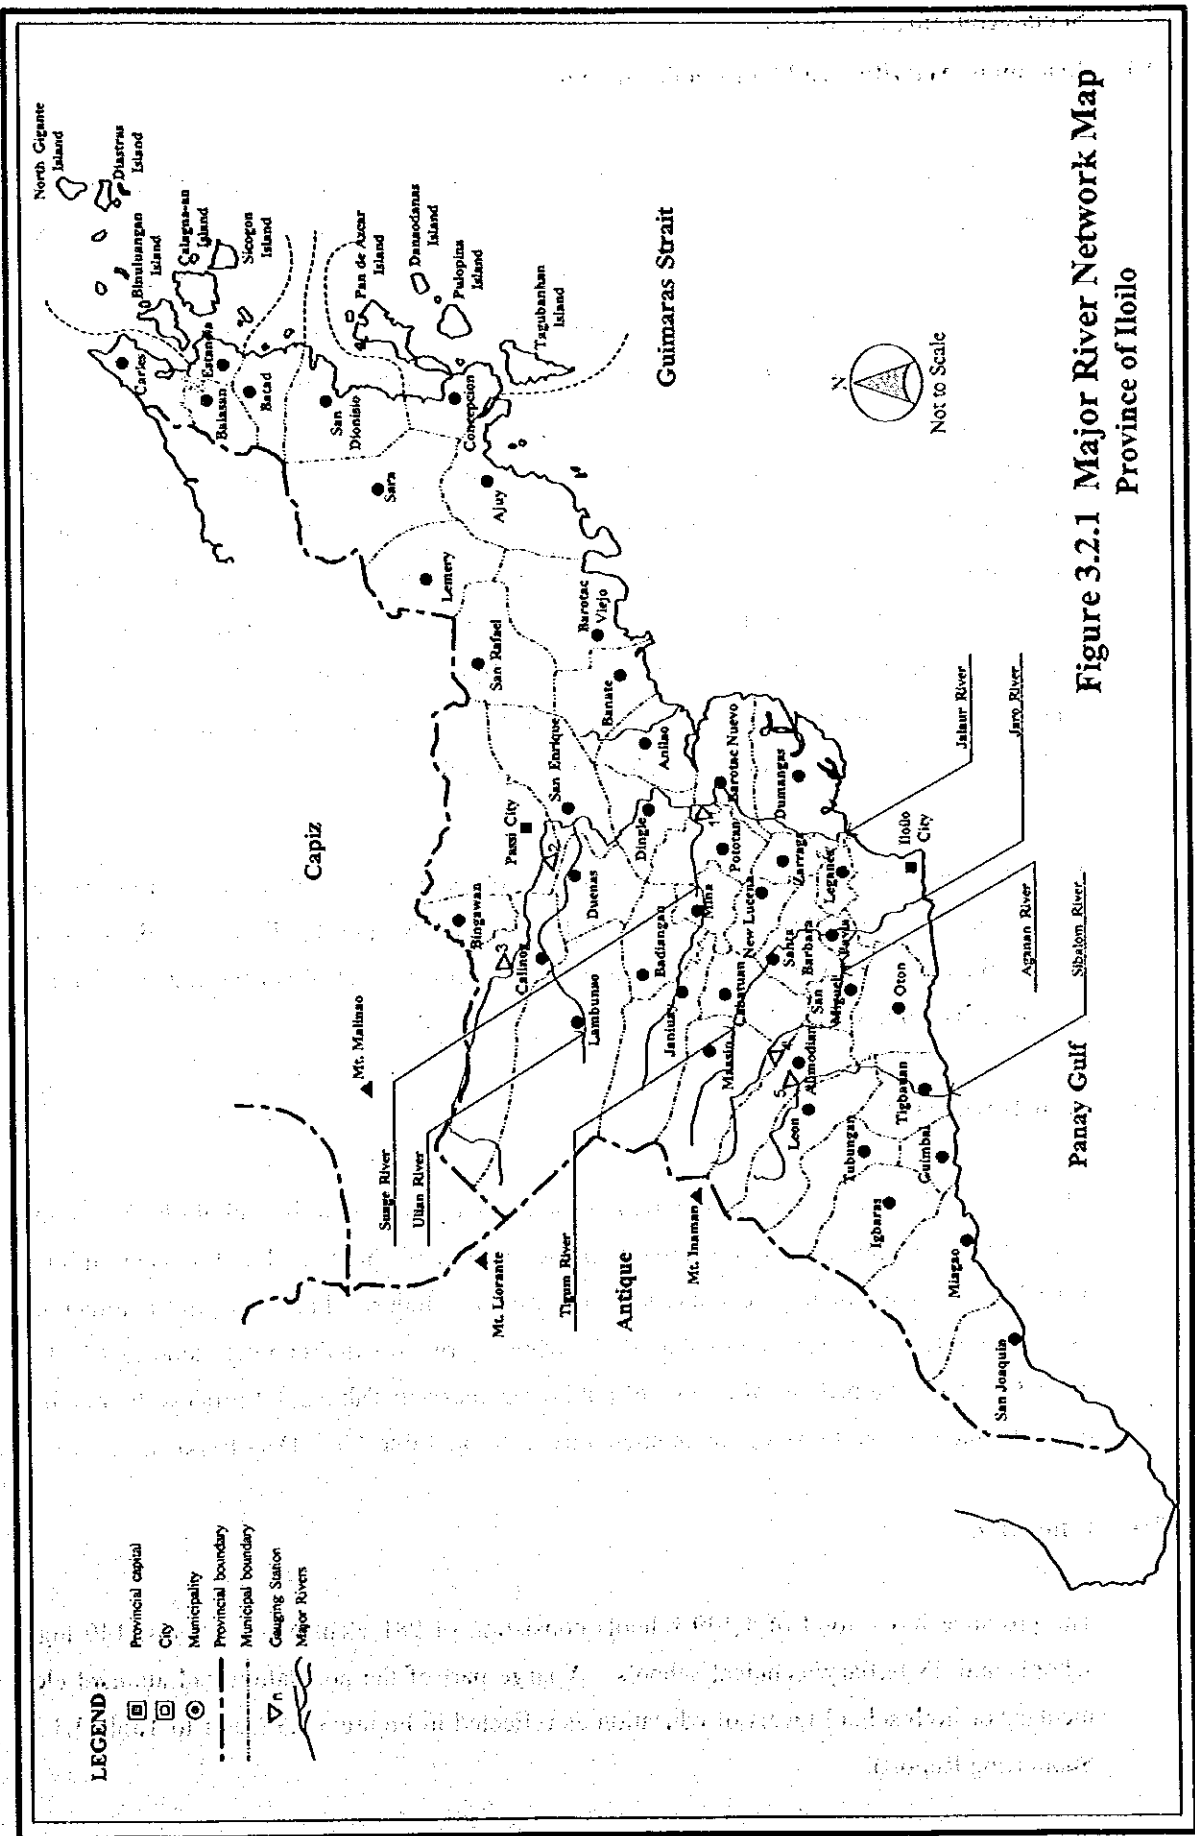 North Gigante
Island
Diastras
Island
Binuluangan
Island
Calagna-an
Island
Sicogon
Island
Carles
Estancia
Balasan
Batad
San
Dionisio
Pan de Azcar
Island
Danaodanas
Island
Pulopina
Island
Tagubanhan
Island
Concepcion
Guimaras Strait
Sara
Ajuy
Lemery
San Rafael
Barotac
Viejo
Banate
Capiz
Passi City
San Enrique
Anilao
Bingawan
2
Dingle
1
Barotac Nuevo
Dumangas
Duenas
Pototan
3
Calinog
Mina
New Lucena
Zarraga
Leganes
Iloilo
City
Badiangan
Lambunao
Janiuay
Cabatuan
Santa
Barbara
Pavia
San
Miguel
Oton
Maasin
Alimodian
5
Leon
Tubungan
Tigbauan
Guimbal
Igbaras
Miagao
San Joaquin
Mt. Malinao
Mt. Llorante
Mt. Inaman
Antique
Panay Gulf
Suage River
Ulian River
Tigum River
Jalaur River
Jaro River
Aganan River
Sibalom River
N
Not to Scale
LEGEND :
Provincial capital
City
Municipality
Provincial boundary
Municipal boundary
n
Gauging Station
Major Rivers
Figure 3.2.1 Major River Network Map
Province of Iloilo